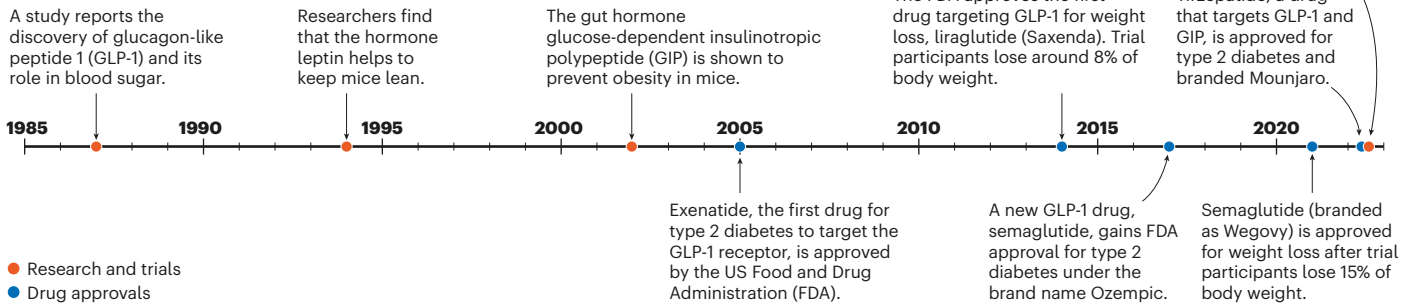 A study reports the
discovery of glucagon-like
peptide 1 (GLP-1) and its
role in blood sugar.
Researchers find
that the hormone
leptin helps to
keep mice lean.
The gut hormone
glucose-dependent insulinotropic
polypeptide (GIP) is shown to
prevent obesity in mice.
drug targeting GLP-1 for weight
loss, liraglutide (Saxenda). Trial
participants lose around 8% of
body weight.
that targets GLP-1 and
GIP, is approved for
type 2 diabetes and
branded Mounjaro.
1985 1990 1995 2000 2005 2010 2015 2020
Exenatide, the first drug for
type 2 diabetes to target the
GLP-1 receptor, is approved
by the US Food and Drug
Administration (FDA).
A new GLP-1 drug,
semaglutide, gains FDA
approval for type 2
diabetes under the
brand name Ozempic.
Semaglutide (branded
as Wegovy) is approved
for weight loss after trial
participants lose 15% of
body weight.
Research and trials
Drug approvals